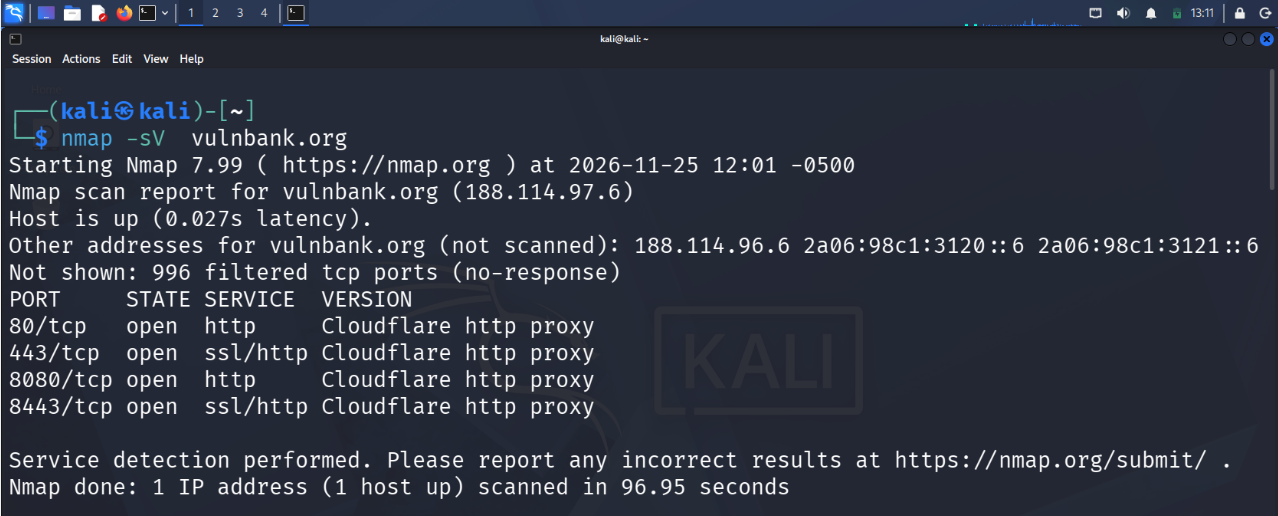 1 2 3 4 13:11
kali@kali: ~
Session Actions Edit View Help
┌──(kali㉿kali)-[~]
└─$ nmap -sV  vulnbank.org
Starting Nmap 7.99 ( https://nmap.org ) at 2026-11-25 12:01 -0500
Nmap scan report for vulnbank.org (188.114.97.6)
Host is up (0.027s latency).
Other addresses for vulnbank.org (not scanned): 188.114.96.6 2a06:98c1:3120::6 2a06:98c1:3121::6
Not shown: 996 filtered tcp ports (no-response)
PORT     STATE SERVICE  VERSION
80/tcp   open  http     Cloudflare http proxy
443/tcp  open  ssl/http Cloudflare http proxy
8080/tcp open  http     Cloudflare http proxy
8443/tcp open  ssl/http Cloudflare http proxy
KALI
Service detection performed. Please report any incorrect results at https://nmap.org/submit/ .
Nmap done: 1 IP address (1 host up) scanned in 96.95 seconds